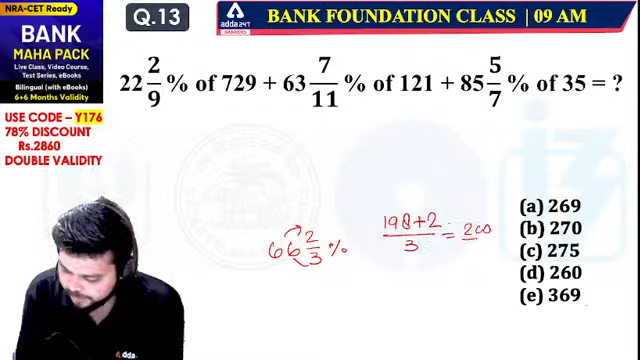 NRA-CET Ready
BANK
MAHA PACK
Live Class, Video Course,
Test Series, eBooks
Bilingual (with eBooks)
6+6 Months Validity
USE CODE – Y176
78% DISCOUNT
Rs.2860
DOUBLE VALIDITY
Q.13
adda247
BANKERS
BANK FOUNDATION CLASS | 09 AM
22 2/9 % of 729 + 63 7/11 % of 121 + 85 5/7 % of 35 = ?
66 2/3 %
198+2/3 = 200
(a) 269
(b) 270
(c) 275
(d) 260
(e) 369
adda